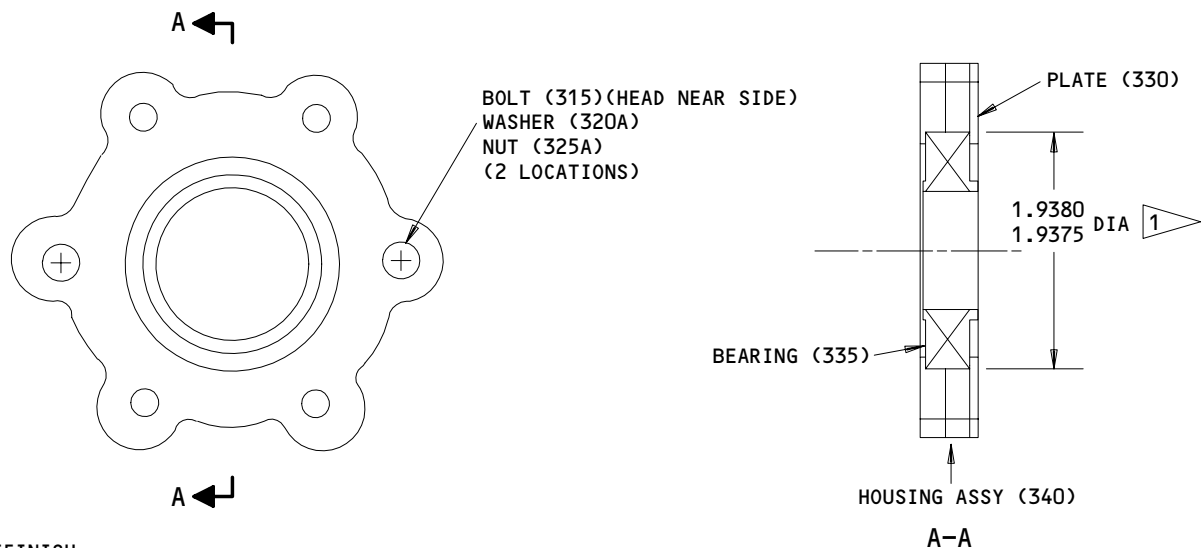 A
BOLT (315)(HEAD NEAR SIDE)
WASHER (320A)
NUT (325A)
(2 LOCATIONS)
PLATE (330)
1.9380
1.9375 DIA 1
BEARING (335)
A
HOUSING ASSY (340)
A-A